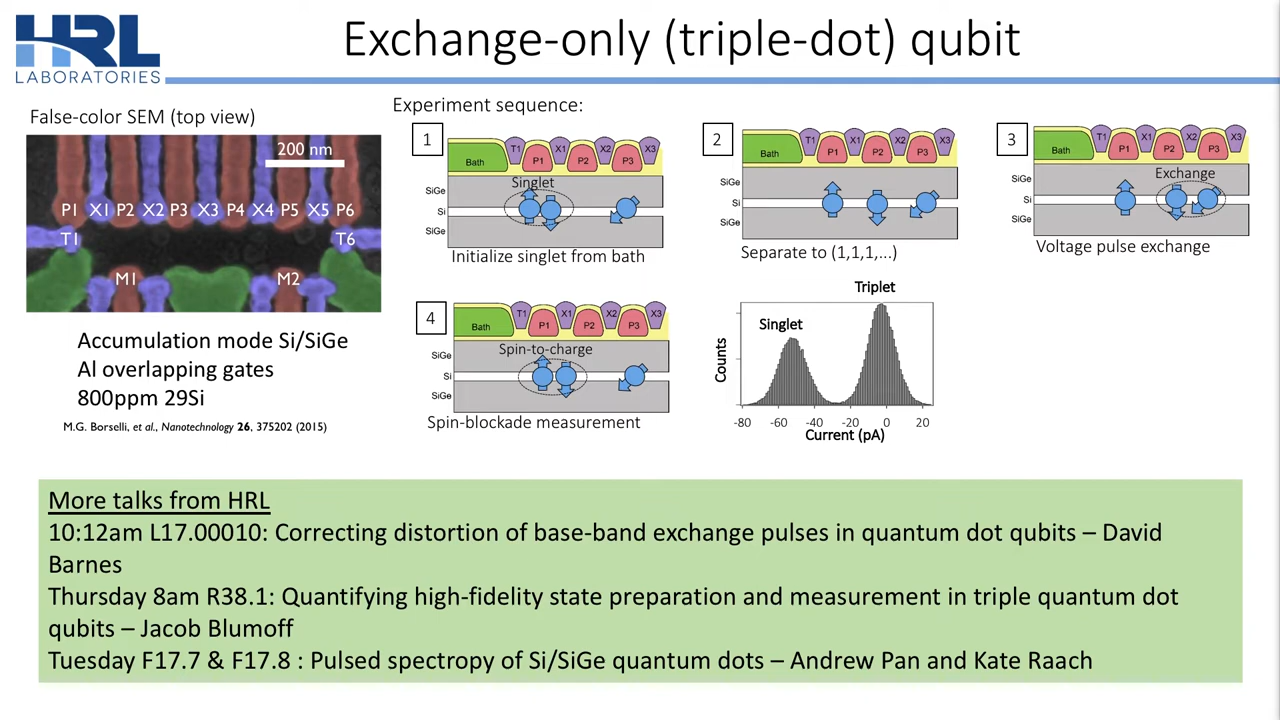 HRL
LABORATORIES
Exchange-only (triple-dot) qubit
False-color SEM (top view)
200 nm
P1 X1 P2 X2 P3 X3 P4 X4 P5 X5 P6
T1 T6
M1 M2
Accumulation mode Si/SiGe
Al overlapping gates
800ppm 29Si
M.G. Borselli, et al., Nanotechnology 26, 375202 (2015)
Experiment sequence:
1
Bath T1 P1 X1 P2 X2 P3 X3
Singlet
SiGe
Si
SiGe
Initialize singlet from bath
2
Bath T1 P1 X1 P2 X2 P3 X3
SiGe
Si
SiGe
Separate to (1,1,1,...)
3
Bath T1 P1 X1 P2 X2 P3 X3
Exchange
SiGe
Si
SiGe
Voltage pulse exchange
4
Bath T1 P1 X1 P2 X2 P3 X3
Spin-to-charge
SiGe
Si
SiGe
Spin-blockade measurement
Triplet
Singlet
Counts
-80 -60 -40 -20 0 20
Current (pA)
More talks from HRL
10:12am L17.00010: Correcting distortion of base-band exchange pulses in quantum dot qubits – David
Barnes
Thursday 8am R38.1: Quantifying high-fidelity state preparation and measurement in triple quantum dot
qubits – Jacob Blumoff
Tuesday F17.7 & F17.8 : Pulsed spectropy of Si/SiGe quantum dots – Andrew Pan and Kate Raach